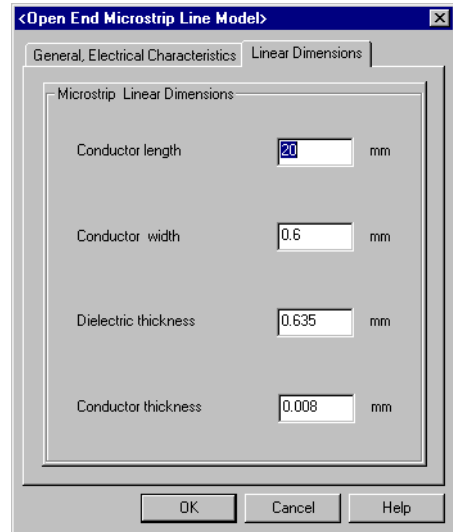 <Open End Microstrip Line Model>
General, Electrical Characteristics Linear Dimensions
Microstrip Linear Dimensions
Conductor length 20 mm
Conductor width 0.6 mm
Dielectric thickness 0.635 mm
Conductor thickness 0.008 mm
OK Cancel Help